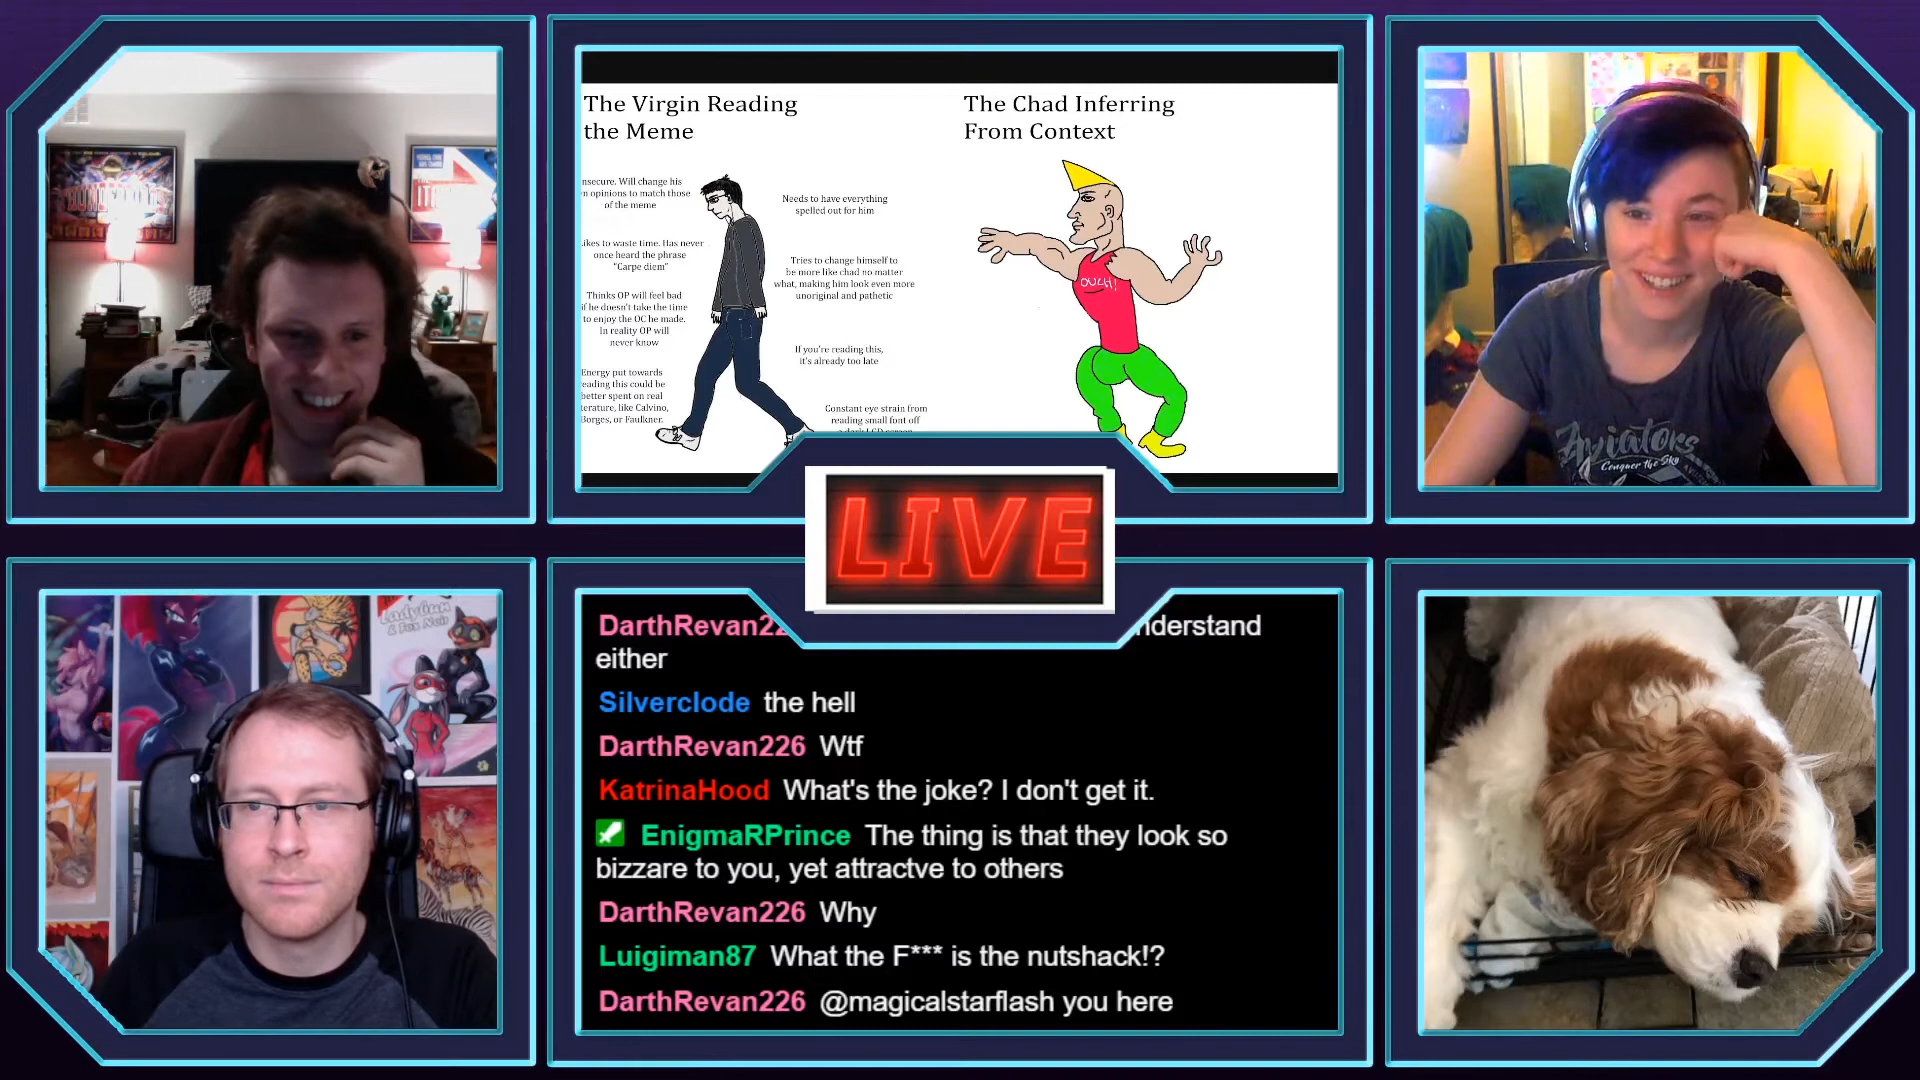 The Virgin Reading
the Meme
The Chad Inferring
From Context
nsecure. Will change his
n opinions to match those
of the meme
Needs to have everything
spelled out for him
ikes to waste time. Has never
once heard the phrase
"Carpe diem"
Tries to change himself to
be more like chad no matter
what, making him look even more
unoriginal and pathetic
Thinks OP will feel bad
if he doesn't take the time
to enjoy the OC he made.
In reality OP will
never know
If you're reading this,
it's already too late
Energy put towards
eading this could be
better spent on real
terature, like Calvino,
Borges, or Faulkner.
Constant eye strain from
reading small font off
OUCH!
Aviators
Conquer the Sky
LIVE
Ladybun
& Fox Noir
DarthRevan22 nderstand
either
Silverclode the hell
DarthRevan226 Wtf
KatrinaHood What's the joke? I don't get it.
EnigmaRPrince The thing is that they look so
bizzare to you, yet attractve to others
DarthRevan226 Why
Luigiman87 What the F*** is the nutshack!?
DarthRevan226 @magicalstarflash you here